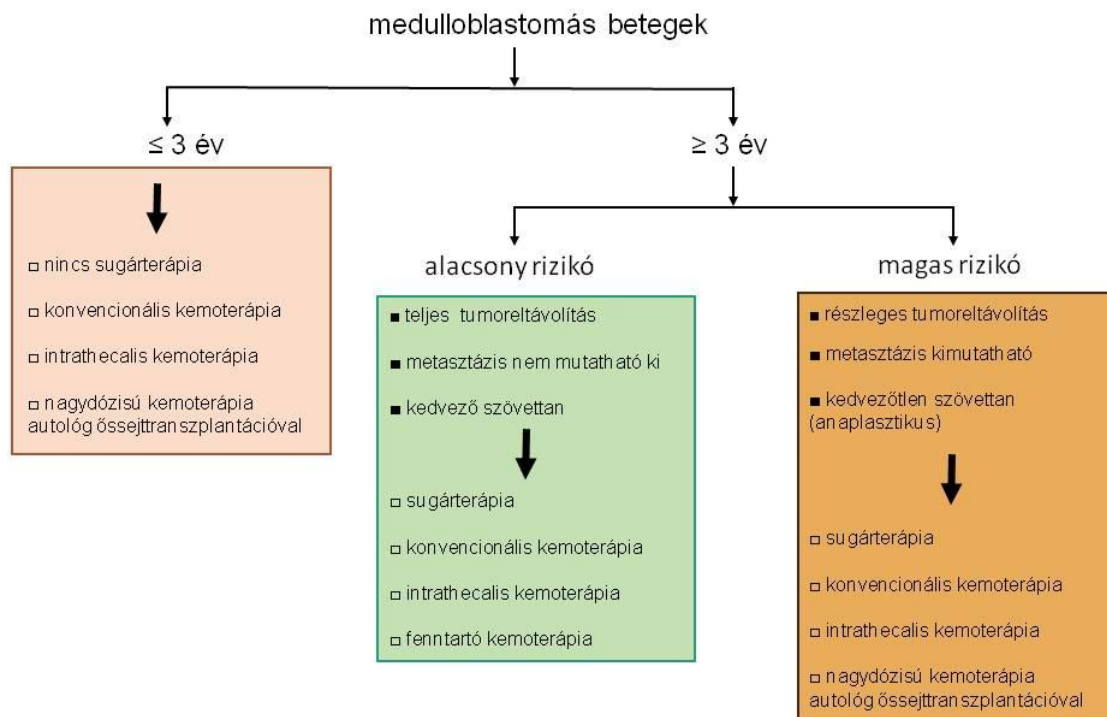 medulloblastomás betegek
≤ 3 év
≥ 3 év
□ nincs sugárterápia
□ konvencionális kemoterápia
□ intrathecalis kemoterápia
□ nagydózisú kemoterápia
autológ őssejttranszplantációval
alacsony rizikó
■ teljes tumoreltávolítás
■ metasztázis nem mutatható ki
■ kedvező szövettan
□ sugárterápia
□ konvencionális kemoterápia
□ intrathecalis kemoterápia
□ fenntartó kemoterápia
magas rizikó
■ részleges tumoreltávolítás
■ metasztázis kimutatható
■ kedvezőtlen szövettan
(anaplasztikus)
□ sugárterápia
□ konvencionális kemoterápia
□ intrathecalis kemoterápia
□ nagydózisú kemoterápia
autológ őssejttranszplantációval